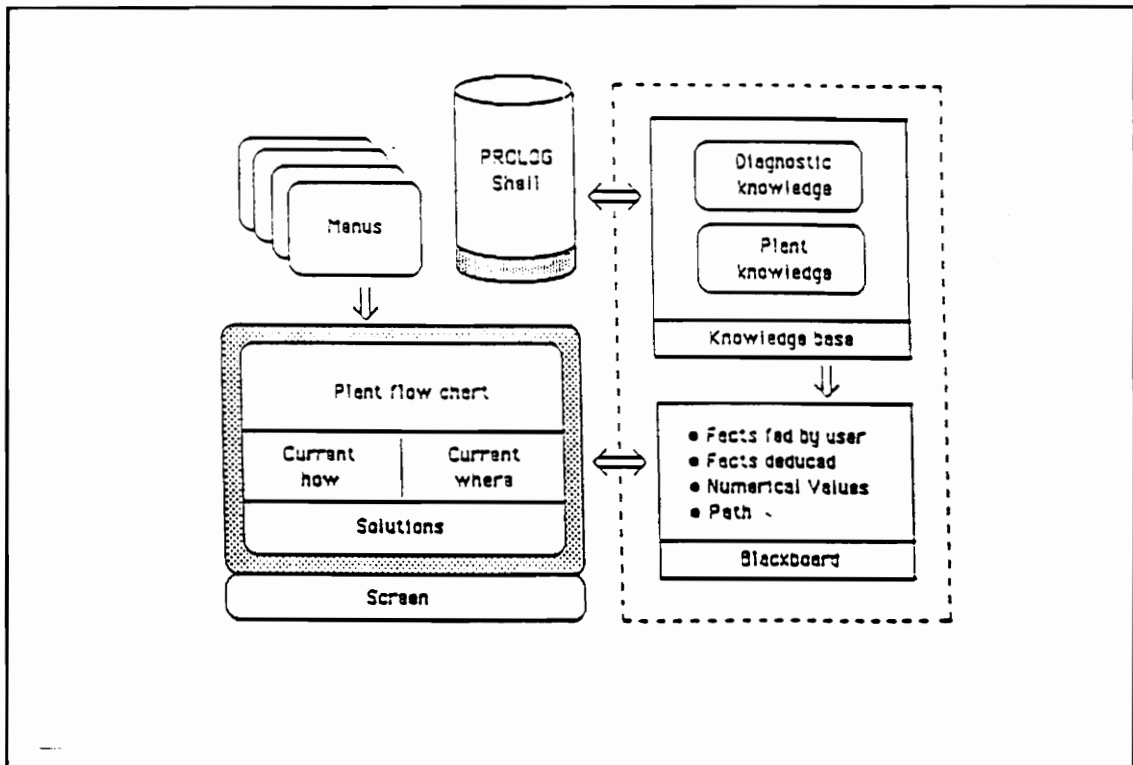 PROLOG
Shell
Menus
Diagnostic
knowledge
Plant
knowledge
Knowledge base
Plant flow chart
Current
how
Current
where
Solutions
Screen
● Facts fed by user
● Facts deduced
● Numerical Values
● Path
Blackboard